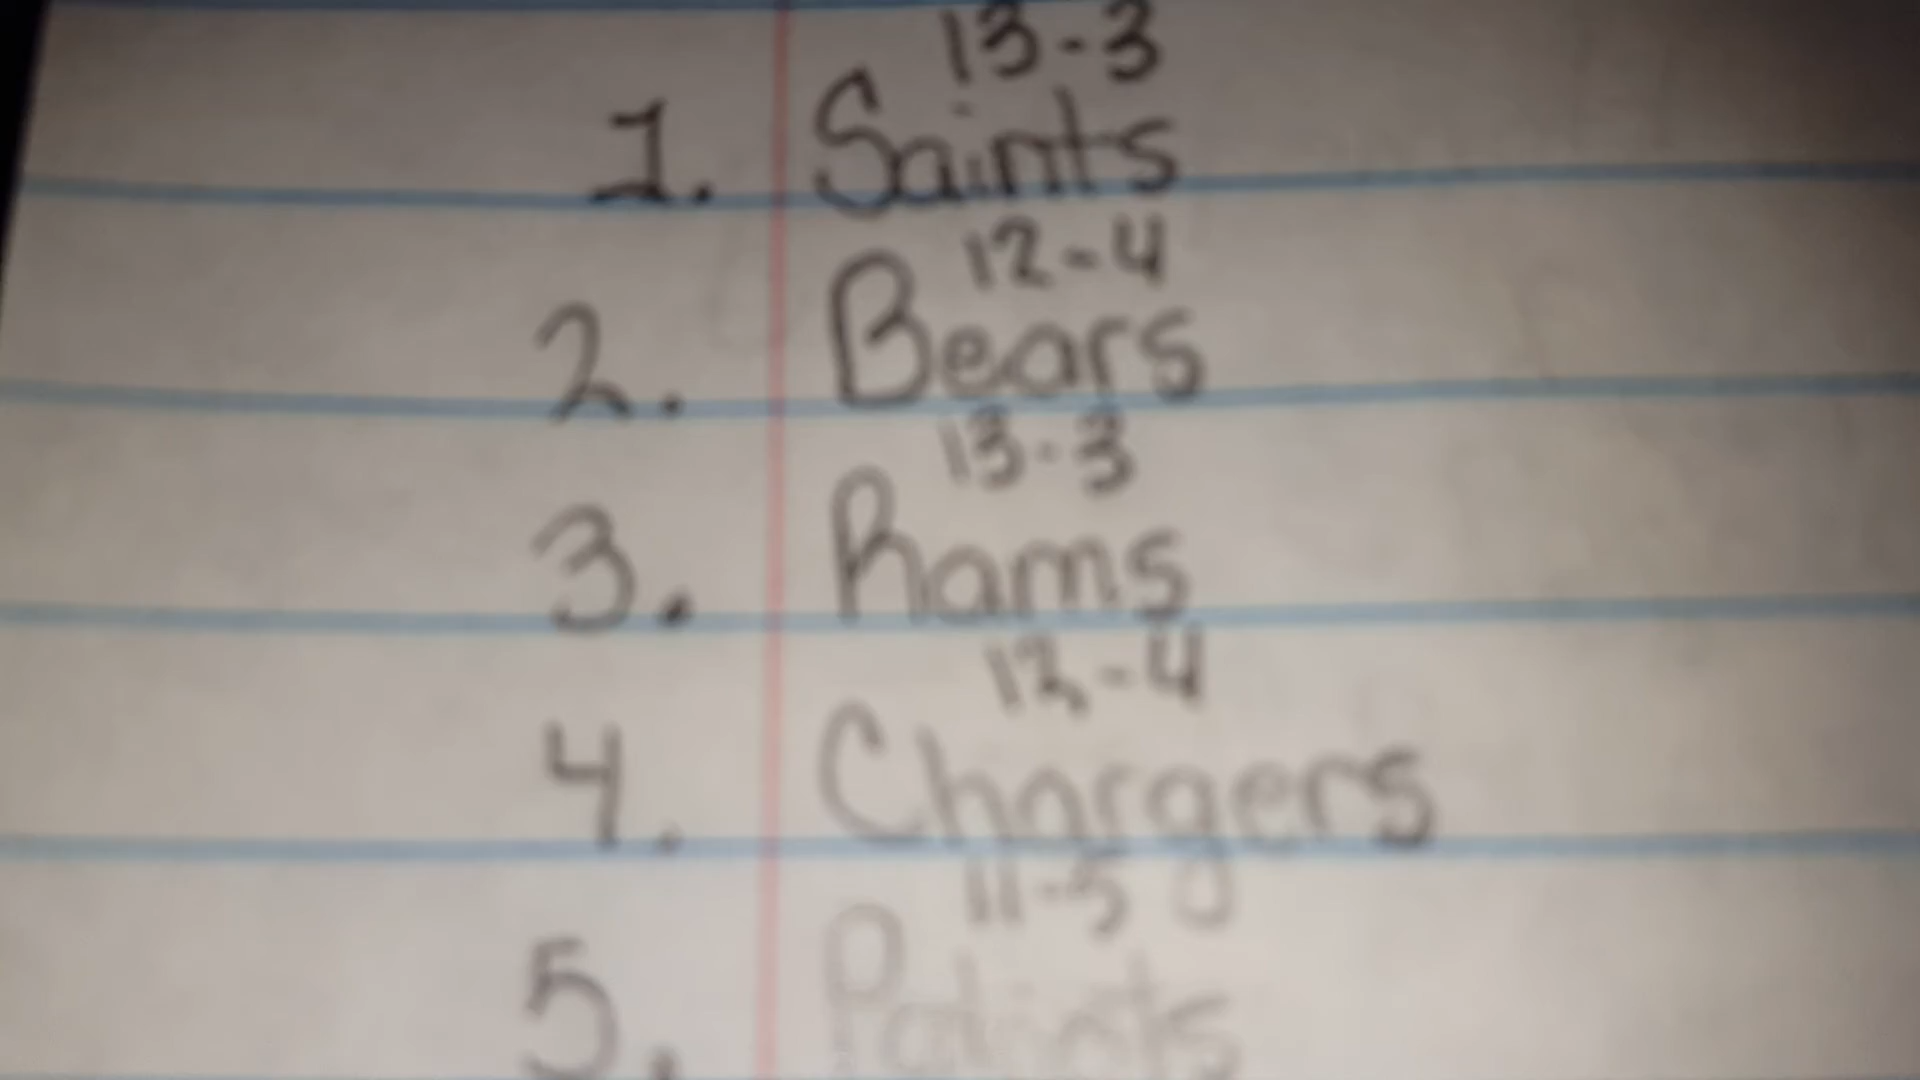 13-3
1. Saints
12-4
2. Bears
13-3
3. Rams
12-4
4. Chargers
11-5
5. Patriots